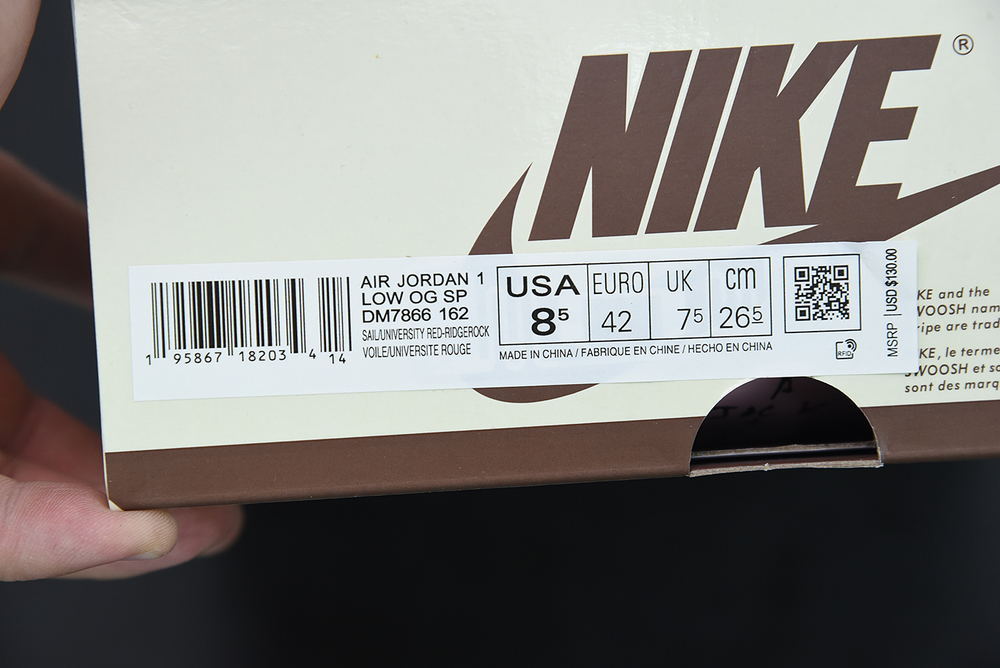 NIKE ®
AIR JORDAN 1
LOW OG SP
DM7866 162
SAIL/UNIVERSITY RED-RIDGEROCK
VOILE/UNIVERSITE ROUGE
1 95867 18203 4 14
USA EURO UK cm
8⁵ 42 7⁵ 26⁵
MADE IN CHINA / FABRIQUE EN CHINE / HECHO EN CHINA
RFID
MSRP USD $130.00
KE and the
WOOSH nam
ripe are trad
KE, le terme
SWOOSH et so
sont des marq